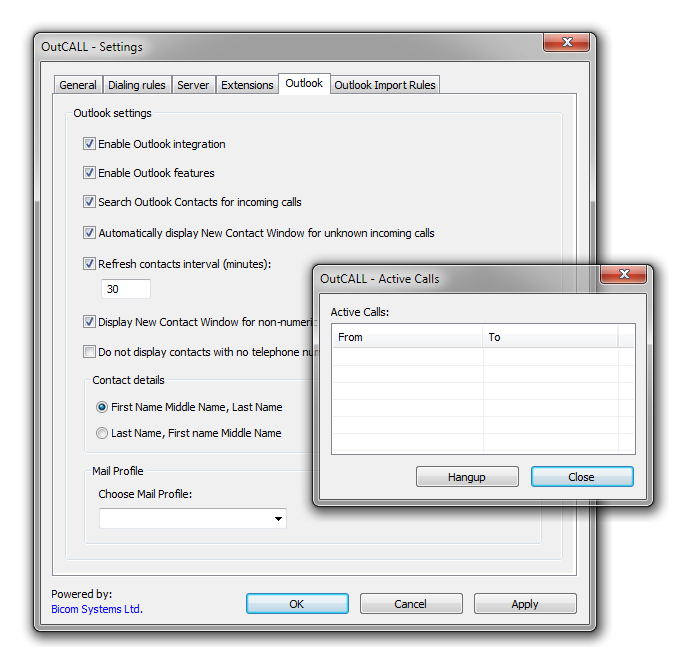 OutCALL - Settings
General Dialing rules Server Extensions Outlook Outlook Import Rules
Outlook settings
Enable Outlook integration
Enable Outlook features
Search Outlook Contacts for incoming calls
Automatically display New Contact Window for unknown incoming calls
Refresh contacts interval (minutes):
30
Display New Contact Window for non-numeric
Do not display contacts with no telephone
Contact details
First Name Middle Name, Last Name
Last Name, First name Middle Name
Mail Profile
Choose Mail Profile:
Powered by:
Bicom Systems Ltd.
OK Cancel Apply
OutCALL - Active Calls
Active Calls:
From To
Hangup Close